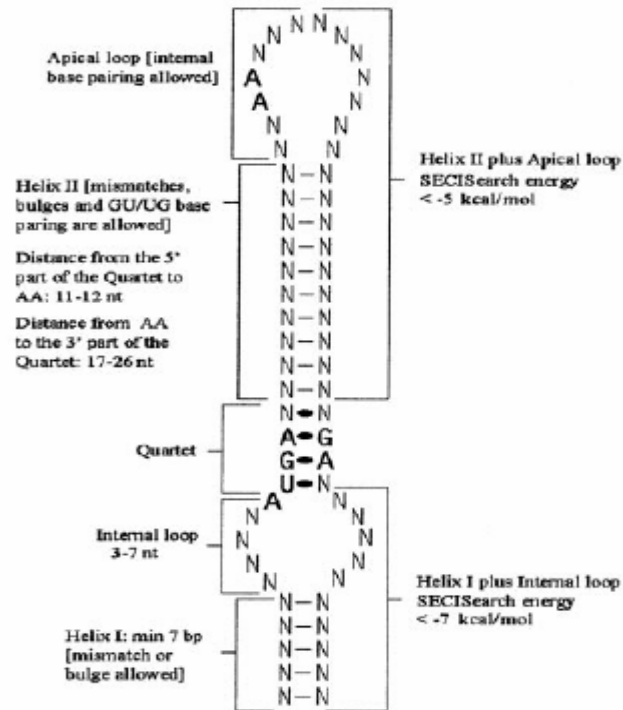 Apical loop [internal
base pairing allowed]
Helix II [mismatches,
bulges and GU/UG base
paring are allowed]
Distance from the 5'
part of the Quartet to
AA: 11-12 nt
Distance from AA
to the 3' part of the
Quartet: 17-26 nt
Quartet
Internal loop
3-7 nt
Helix I: min 7 bp
[mismatch or
bulge allowed]
N N N N N
N N
A N
A N
N N
N N
N – N
N – N
N – N
N – N
N – N
N – N
N – N
N – N
N – N
N – N
N N
A G
G A
U N
A N
N N
N N
N N
N N
N – N
N – N
N – N
N – N
N – N
Helix II plus Apical loop
SECISearch energy
< -5 kcal/mol
Helix I plus Internal loop
SECISearch energy
< -7 kcal/mol